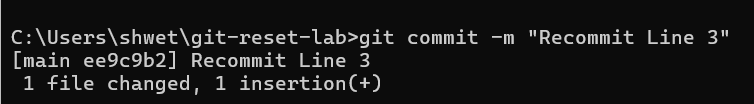 C:\Users\shwet\git-reset-lab>git commit -m "Recommit Line 3"
[main ee9c9b2] Recommit Line 3
 1 file changed, 1 insertion(+)